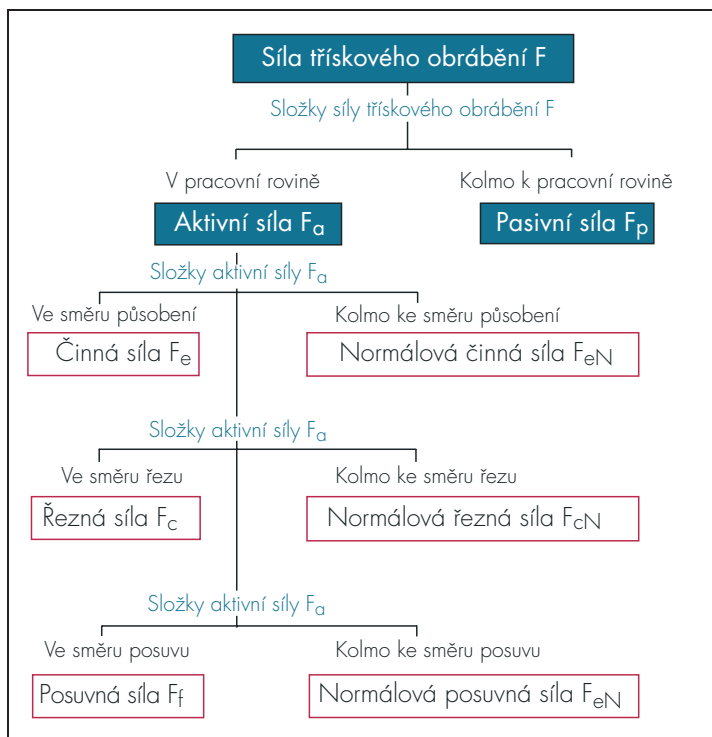 Síla třískového obrábění F
Složky síly třískového obrábění F
V pracovní rovině
Kolmo k pracovní rovině
Aktivní síla Fa
Pasivní síla Fp
Složky aktivní síly Fa
Ve směru působení
Kolmo ke směru působení
Činná síla Fe
Normálová činná síla FeN
Složky aktivní síly Fa
Ve směru řezu
Kolmo ke směru řezu
Řezná síla Fc
Normálová řezná síla FcN
Složky aktivní síly Fa
Ve směru posuvu
Kolmo ke směru posuvu
Posuvná síla Ff
Normálová posuvná síla FeN